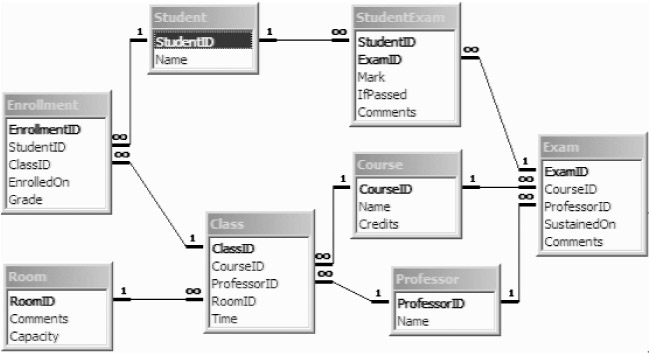 Student
StudentID
Name
StudentExam
StudentID
ExamID
Mark
IfPassed
Comments
Enrollment
EnrollmentID
StudentID
ClassID
EnrolledOn
Grade
Course
CourseID
Name
Credits
Exam
ExamID
CourseID
ProfessorID
SustainedOn
Comments
Class
ClassID
CourseID
ProfessorID
RoomID
Time
Room
RoomID
Comments
Capacity
Professor
ProfessorID
Name
1
∞
1
∞
∞
1
∞
1
1
∞
1
∞
1
∞
∞
1
1
∞